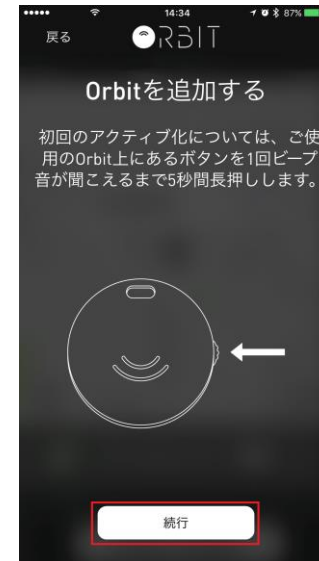 14:34
87%
戻る
ORBIT
Orbitを追加する
初回のアクティブ化については、ご使
用のOrbit上にあるボタンを1回ビープ
音が聞こえるまで5秒間長押しします。
続行